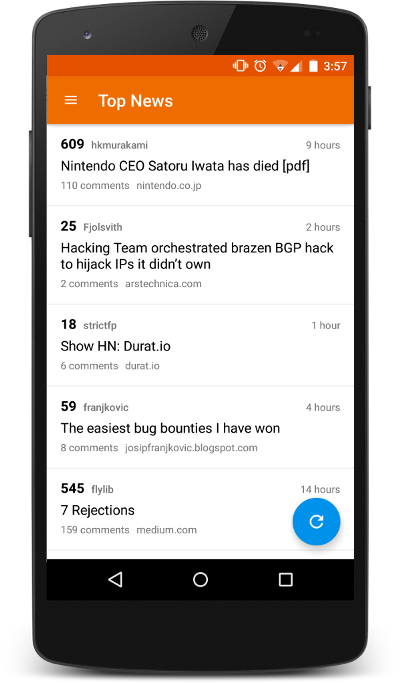 3:57
Top News
609 hkmurakami 9 hours
Nintendo CEO Satoru Iwata has died [pdf]
110 comments nintendo.co.jp
25 Fjolsvith 2 hours
Hacking Team orchestrated brazen BGP hack
to hijack IPs it didn't own
2 comments arstechnica.com
18 strictfp 1 hour
Show HN: Durat.io
6 comments durat.io
59 franjkovic 4 hours
The easiest bug bounties I have won
8 comments josipfranjkovic.blogspot.com
545 flylib 14 hours
7 Rejections
159 comments medium.com